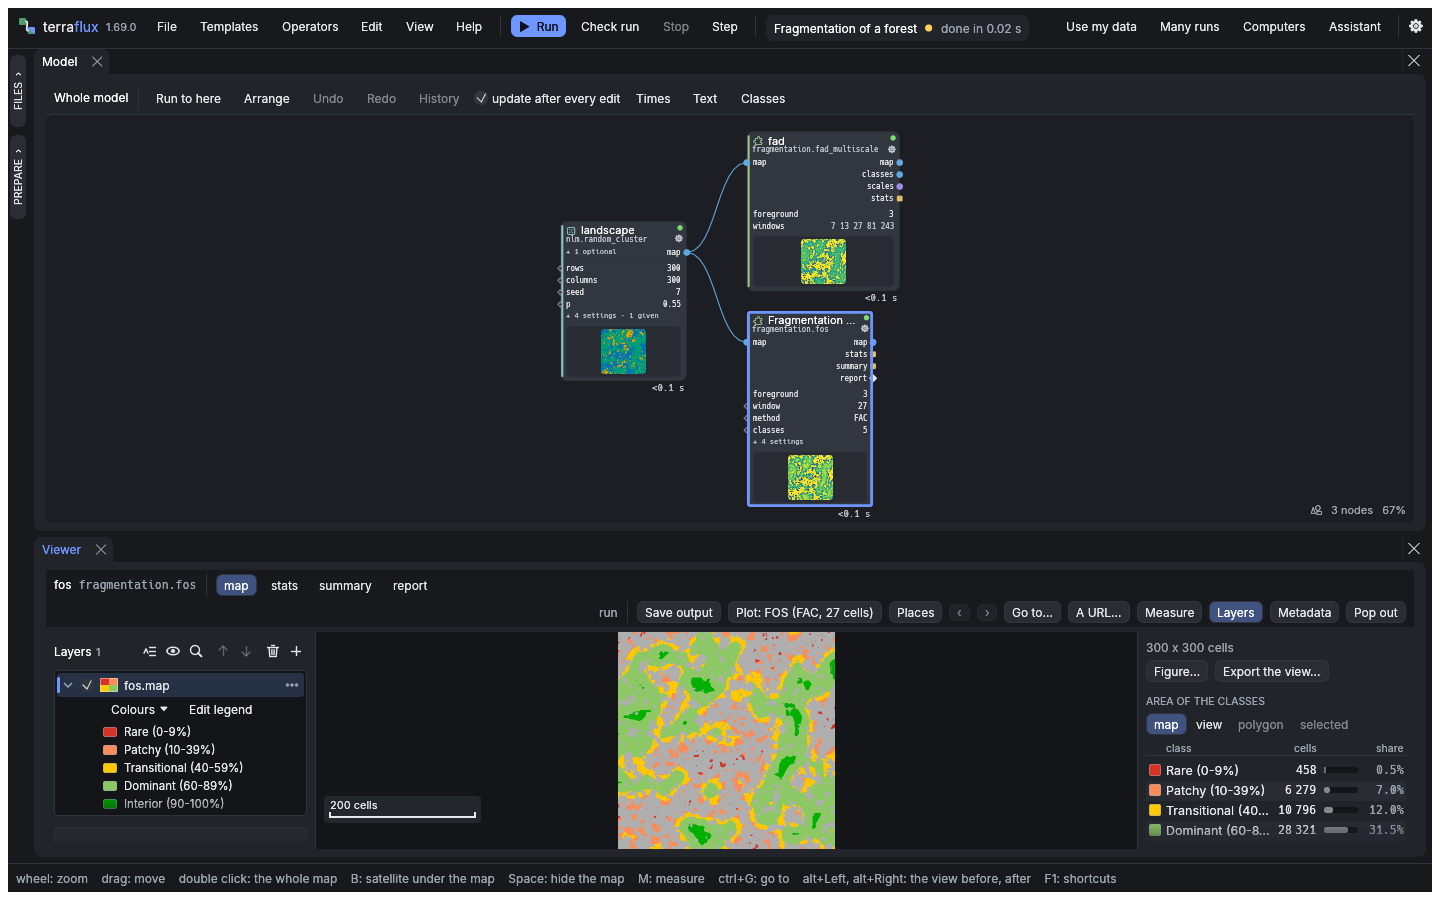 terraflux 1.69.0 File Templates Operators Edit View Help Run Check run Stop Step Fragmentation of a forest done in 0.02 s Use my data Many runs Computers Assistant
FILES
PREPARE
Model
Whole model Run to here Arrange Undo Redo History update after every edit Times Text Classes
landscape
nlm.random_cluster
+ 1 optional map
rows 300
columns 300
seed 7
p 0.55
+ 4 settings · 1 given
<0.1 s
fad
fragmentation.fad_multiscale
map map
classes
scales
stats
foreground 3
windows 7 13 27 81 243
<0.1 s
Fragmentation ...
fragmentation.fos
map map
stats
summary
report
foreground 3
window 27
method FAC
classes 5
+ 4 settings
<0.1 s
3 nodes 67%
Viewer
fos fragmentation.fos map stats summary report
run Save output Plot: FOS (FAC, 27 cells) Places ‹ › Go to... A URL... Measure Layers Metadata Pop out
Layers 1
fos.map
Colours Edit legend
Rare (0-9%)
Patchy (10-39%)
Transitional (40-59%)
Dominant (60-89%)
Interior (90-100%)
200 cells
300 x 300 cells
Figure... Export the view...
AREA OF THE CLASSES
map view polygon selected
class cells share
Rare (0-9%) 458 0.5%
Patchy (10-39%) 6 279 7.0%
Transitional (40... 10 796 12.0%
Dominant (60-8... 28 321 31.5%
wheel: zoom drag: move double click: the whole map B: satellite under the map Space: hide the map M: measure ctrl+G: go to alt+Left, alt+Right: the view before, after F1: shortcuts